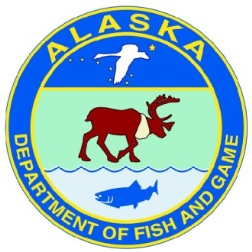 ALASKA
DEPARTMENT OF FISH AND GAME